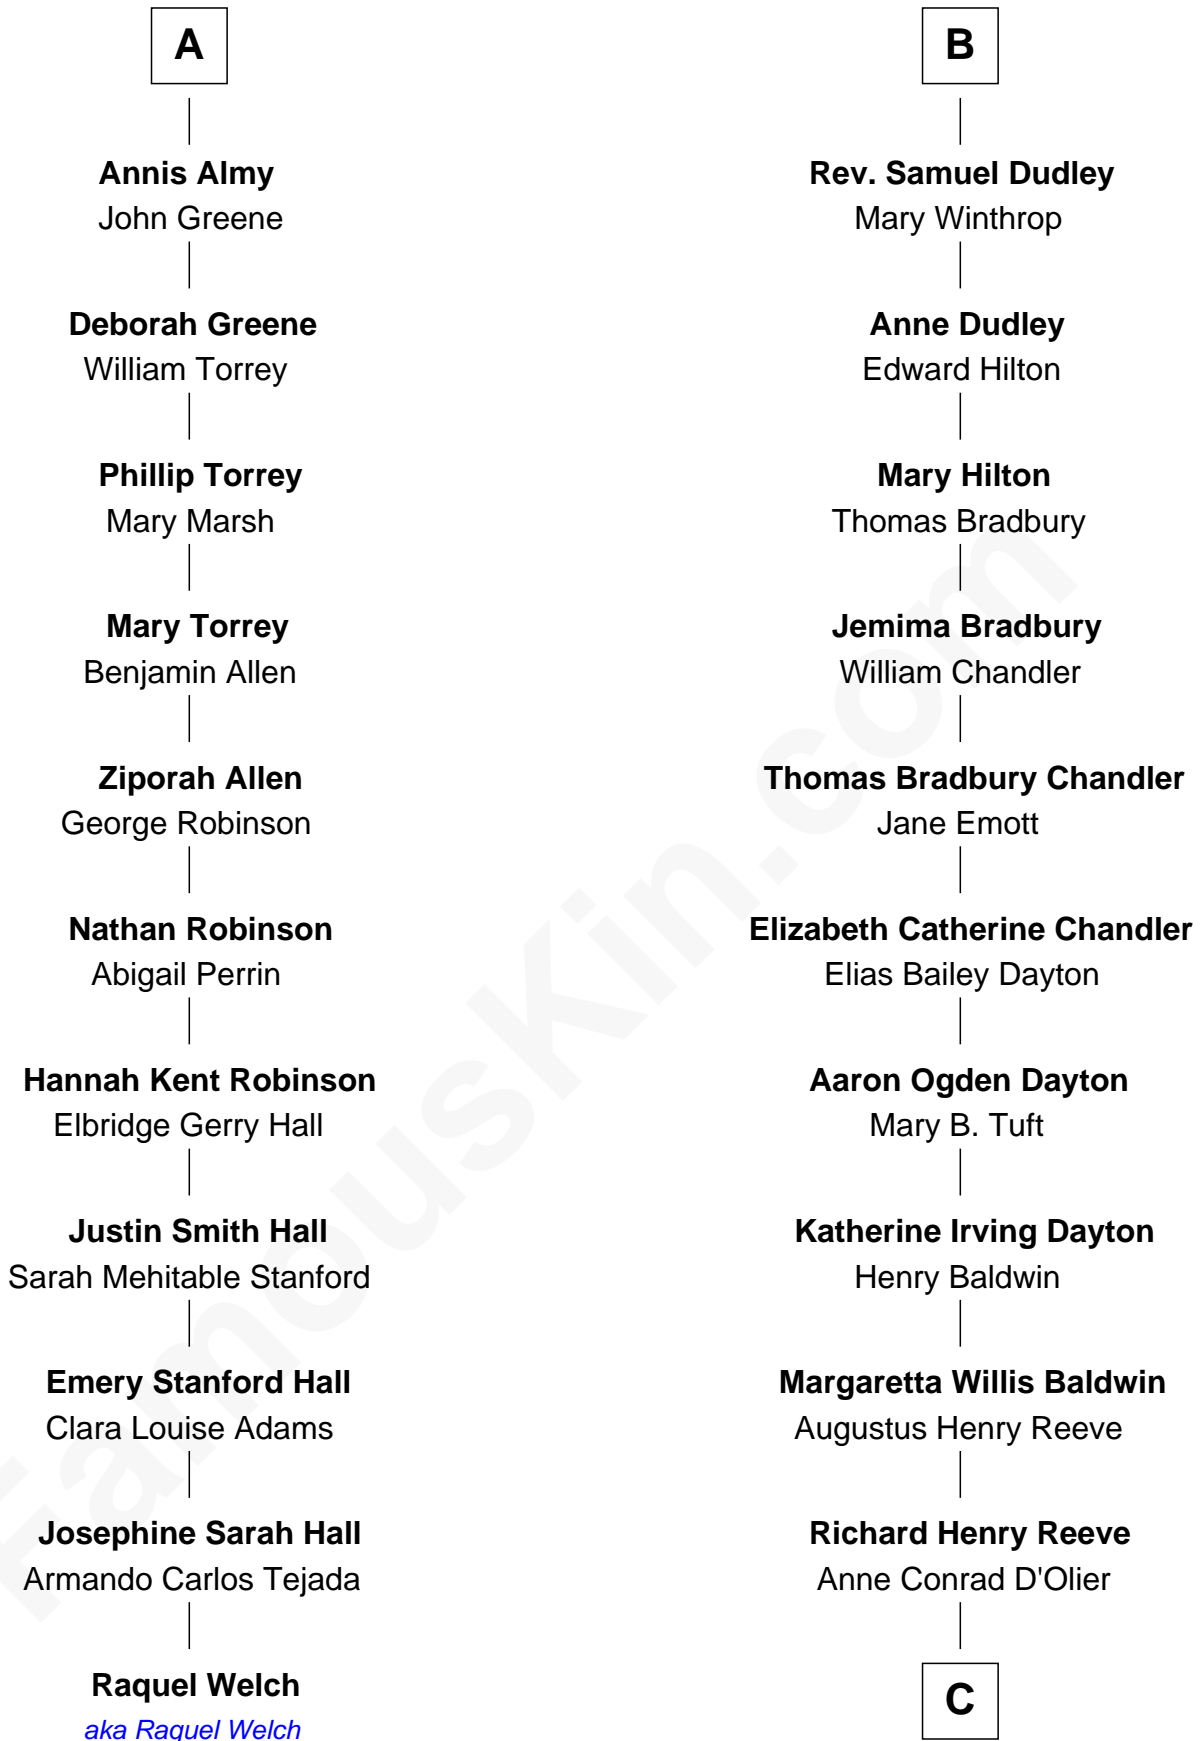 A
Annis Almy
John Greene
Deborah Greene
William Torrey
Phillip Torrey
Mary Marsh
Mary Torrey
Benjamin Allen
Ziporah Allen
George Robinson
Nathan Robinson
Abigail Perrin
Hannah Kent Robinson
Elbridge Gerry Hall
Justin Smith Hall
Sarah Mehitable Stanford
Emery Stanford Hall
Clara Louise Adams
Josephine Sarah Hall
Armando Carlos Tejada
Raquel Welch
aka Raquel Welch
B
Rev. Samuel Dudley
Mary Winthrop
Anne Dudley
Edward Hilton
Mary Hilton
Thomas Bradbury
Jemima Bradbury
William Chandler
Thomas Bradbury Chandler
Jane Emott
Elizabeth Catherine Chandler
Elias Bailey Dayton
Aaron Ogden Dayton
Mary B. Tuft
Katherine Irving Dayton
Henry Baldwin
Margaretta Willis Baldwin
Augustus Henry Reeve
Richard Henry Reeve
Anne Conrad D'Olier
C
FamousKin.com